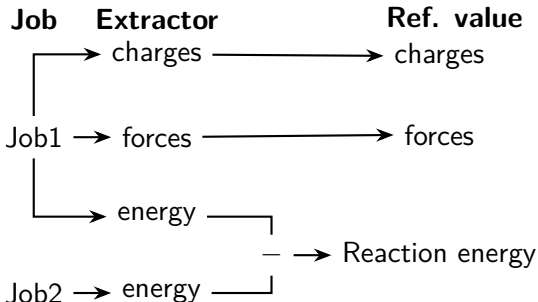 Job Extractor Ref. value
charges charges
Job1 forces forces
energy
− Reaction energy
Job2 energy